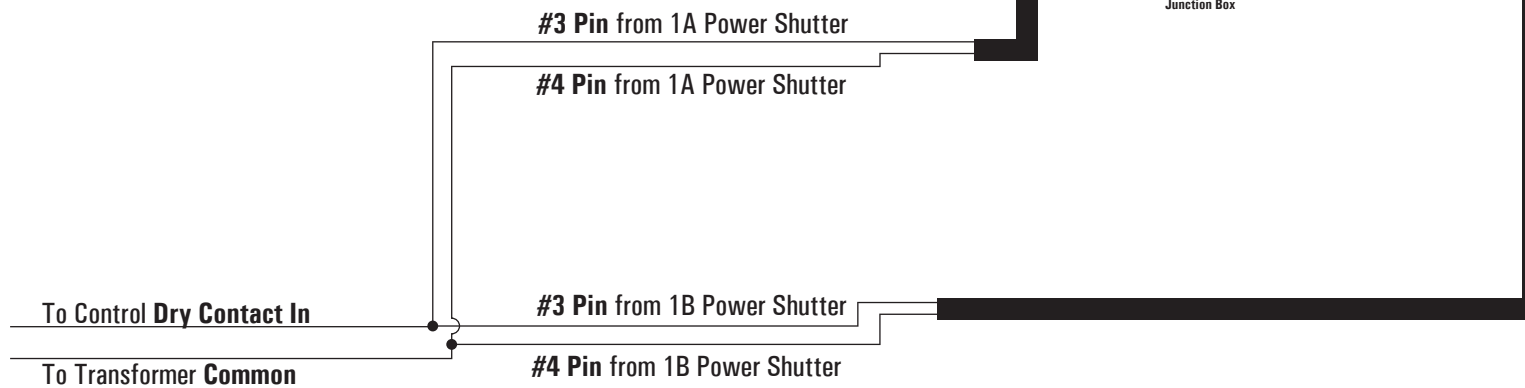 Junction Box
#3 Pin from 1A Power Shutter
#4 Pin from 1A Power Shutter
To Control Dry Contact In
#3 Pin from 1B Power Shutter
To Transformer Common
#4 Pin from 1B Power Shutter